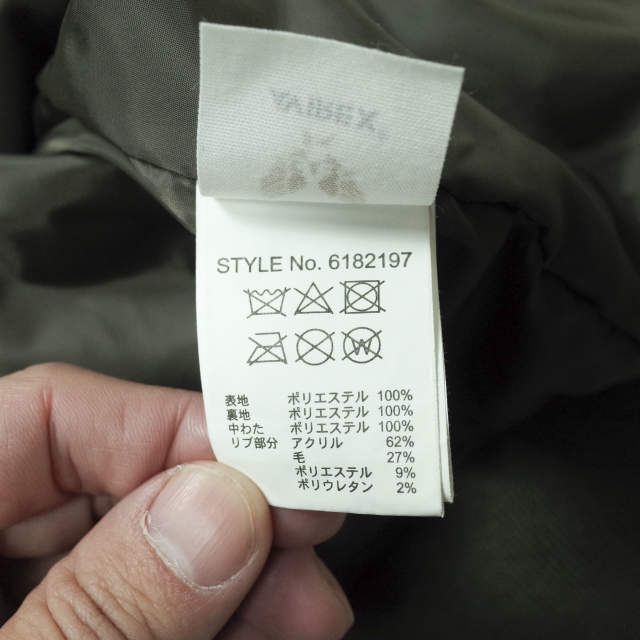 STYLE No. 6182197
表地 ポリエステル 100%
裏地 ポリエステル 100%
中わた ポリエステル 100%
リブ部分 アクリル 62%
毛 27%
ポリエステル 9%
ポリウレタン 2%